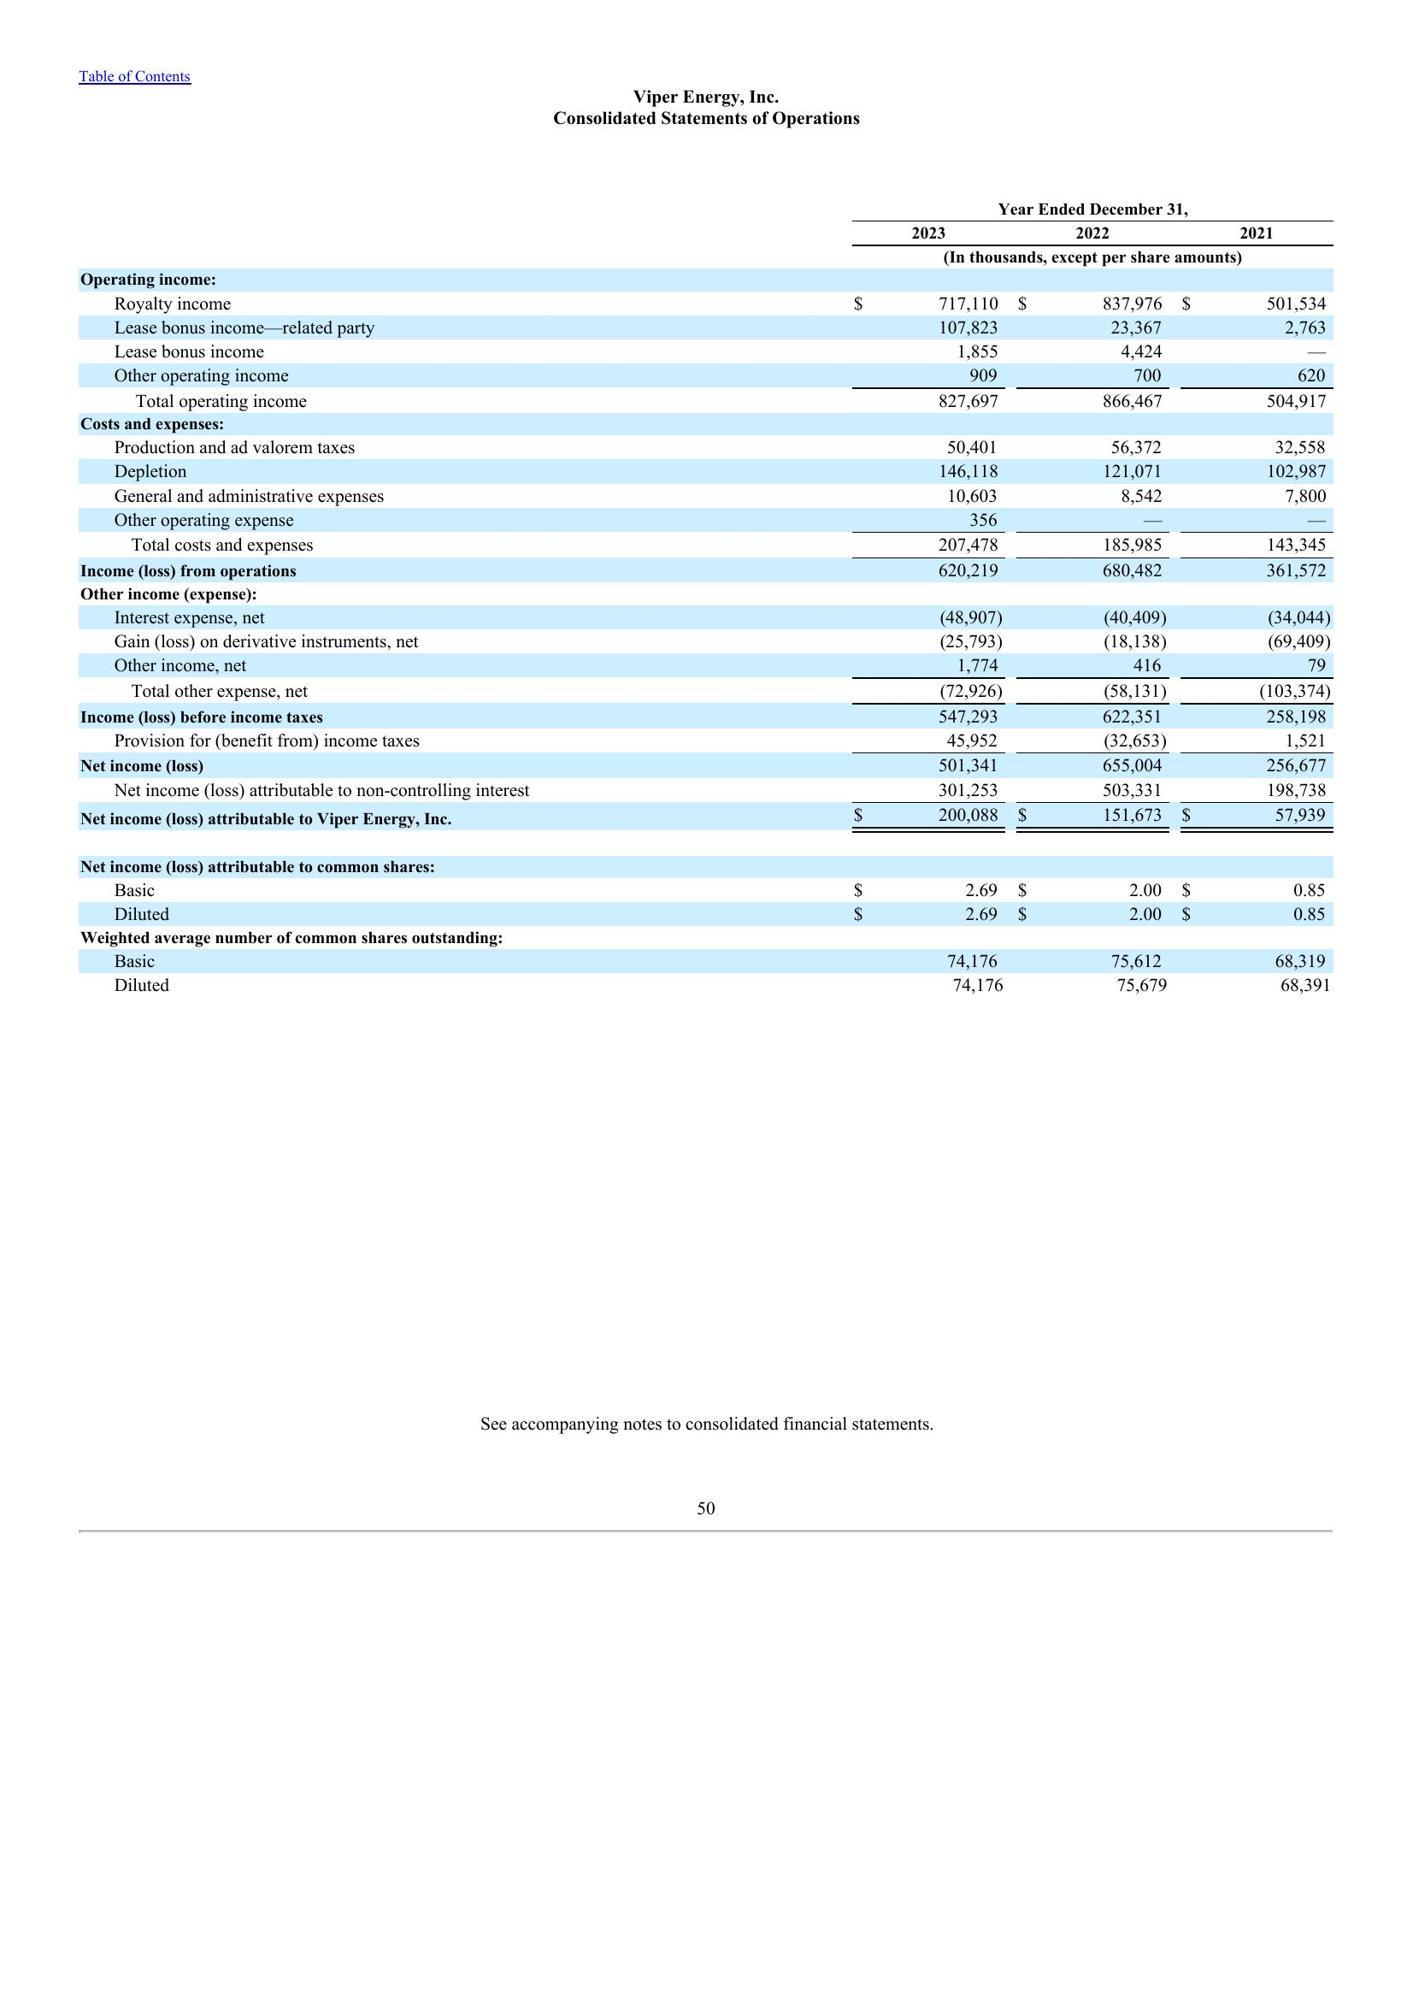 Table of Contents
Viper Energy, Inc.
Consolidated Statements of Operations
Year Ended December 31,
2023 2022 2021
(In thousands, except per share amounts)
Operating income:
Royalty income $ 717,110 $ 837,976 $ 501,534
Lease bonus income—related party 107,823 23,367 2,763
Lease bonus income 1,855 4,424 —
Other operating income 909 700 620
Total operating income 827,697 866,467 504,917
Costs and expenses:
Production and ad valorem taxes 50,401 56,372 32,558
Depletion 146,118 121,071 102,987
General and administrative expenses 10,603 8,542 7,800
Other operating expense 356 — —
Total costs and expenses 207,478 185,985 143,345
Income (loss) from operations 620,219 680,482 361,572
Other income (expense):
Interest expense, net (48,907) (40,409) (34,044)
Gain (loss) on derivative instruments, net (25,793) (18,138) (69,409)
Other income, net 1,774 416 79
Total other expense, net (72,926) (58,131) (103,374)
Income (loss) before income taxes 547,293 622,351 258,198
Provision for (benefit from) income taxes 45,952 (32,653) 1,521
Net income (loss) 501,341 655,004 256,677
Net income (loss) attributable to non-controlling interest 301,253 503,331 198,738
Net income (loss) attributable to Viper Energy, Inc. $ 200,088 $ 151,673 $ 57,939
Net income (loss) attributable to common shares:
Basic $ 2.69 $ 2.00 $ 0.85
Diluted $ 2.69 $ 2.00 $ 0.85
Weighted average number of common shares outstanding:
Basic 74,176 75,612 68,319
Diluted 74,176 75,679 68,391
See accompanying notes to consolidated financial statements.
50